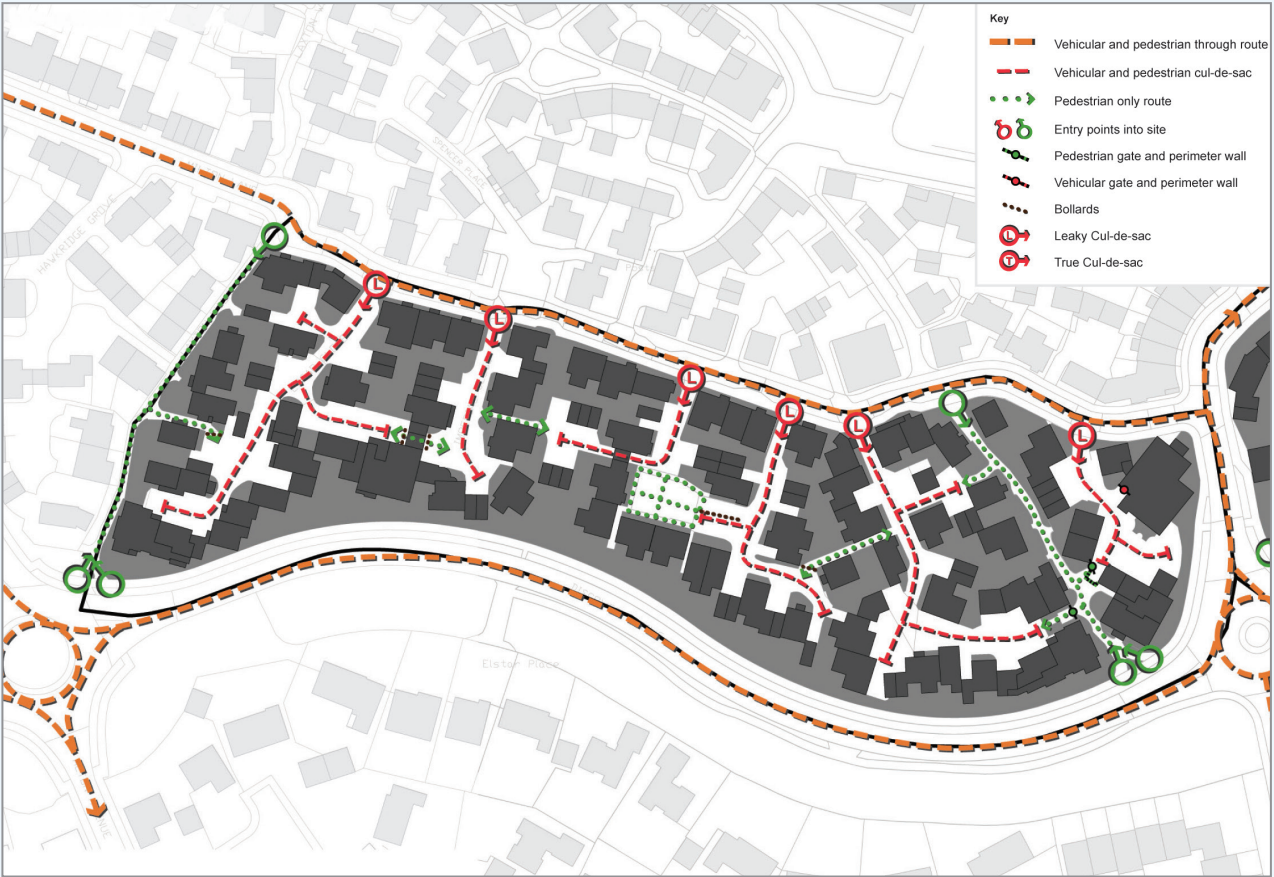 Key
Vehicular and pedestrian through route
Vehicular and pedestrian cul-de-sac
Pedestrian only route
Entry points into site
Pedestrian gate and perimeter wall
Vehicular gate and perimeter wall
Bollards
L Leaky Cul-de-sac
T True Cul-de-sac
SPENCER PLACE
HAWKRIDGE GROVE
L
L
L
L
L
L
Elstar Place